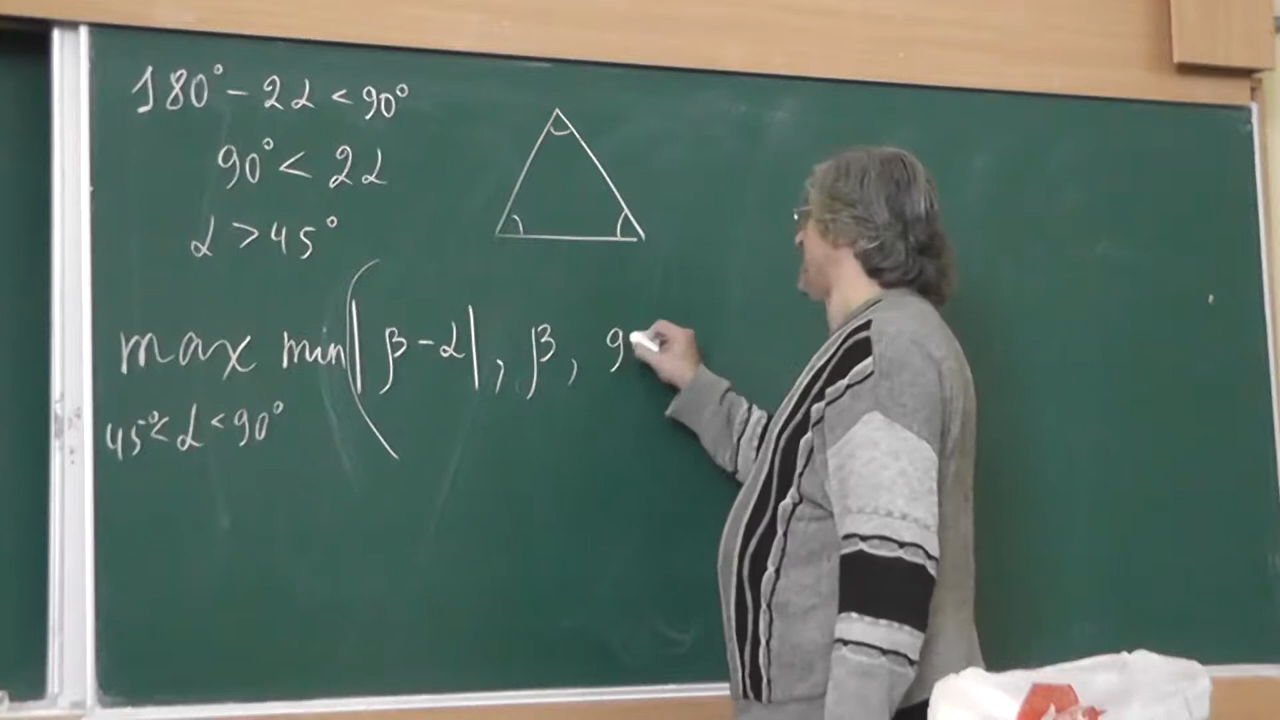 180° - 2α < 90°
90° < 2α
α > 45°
max min(|β-α|, β, 9
45° < α < 90°